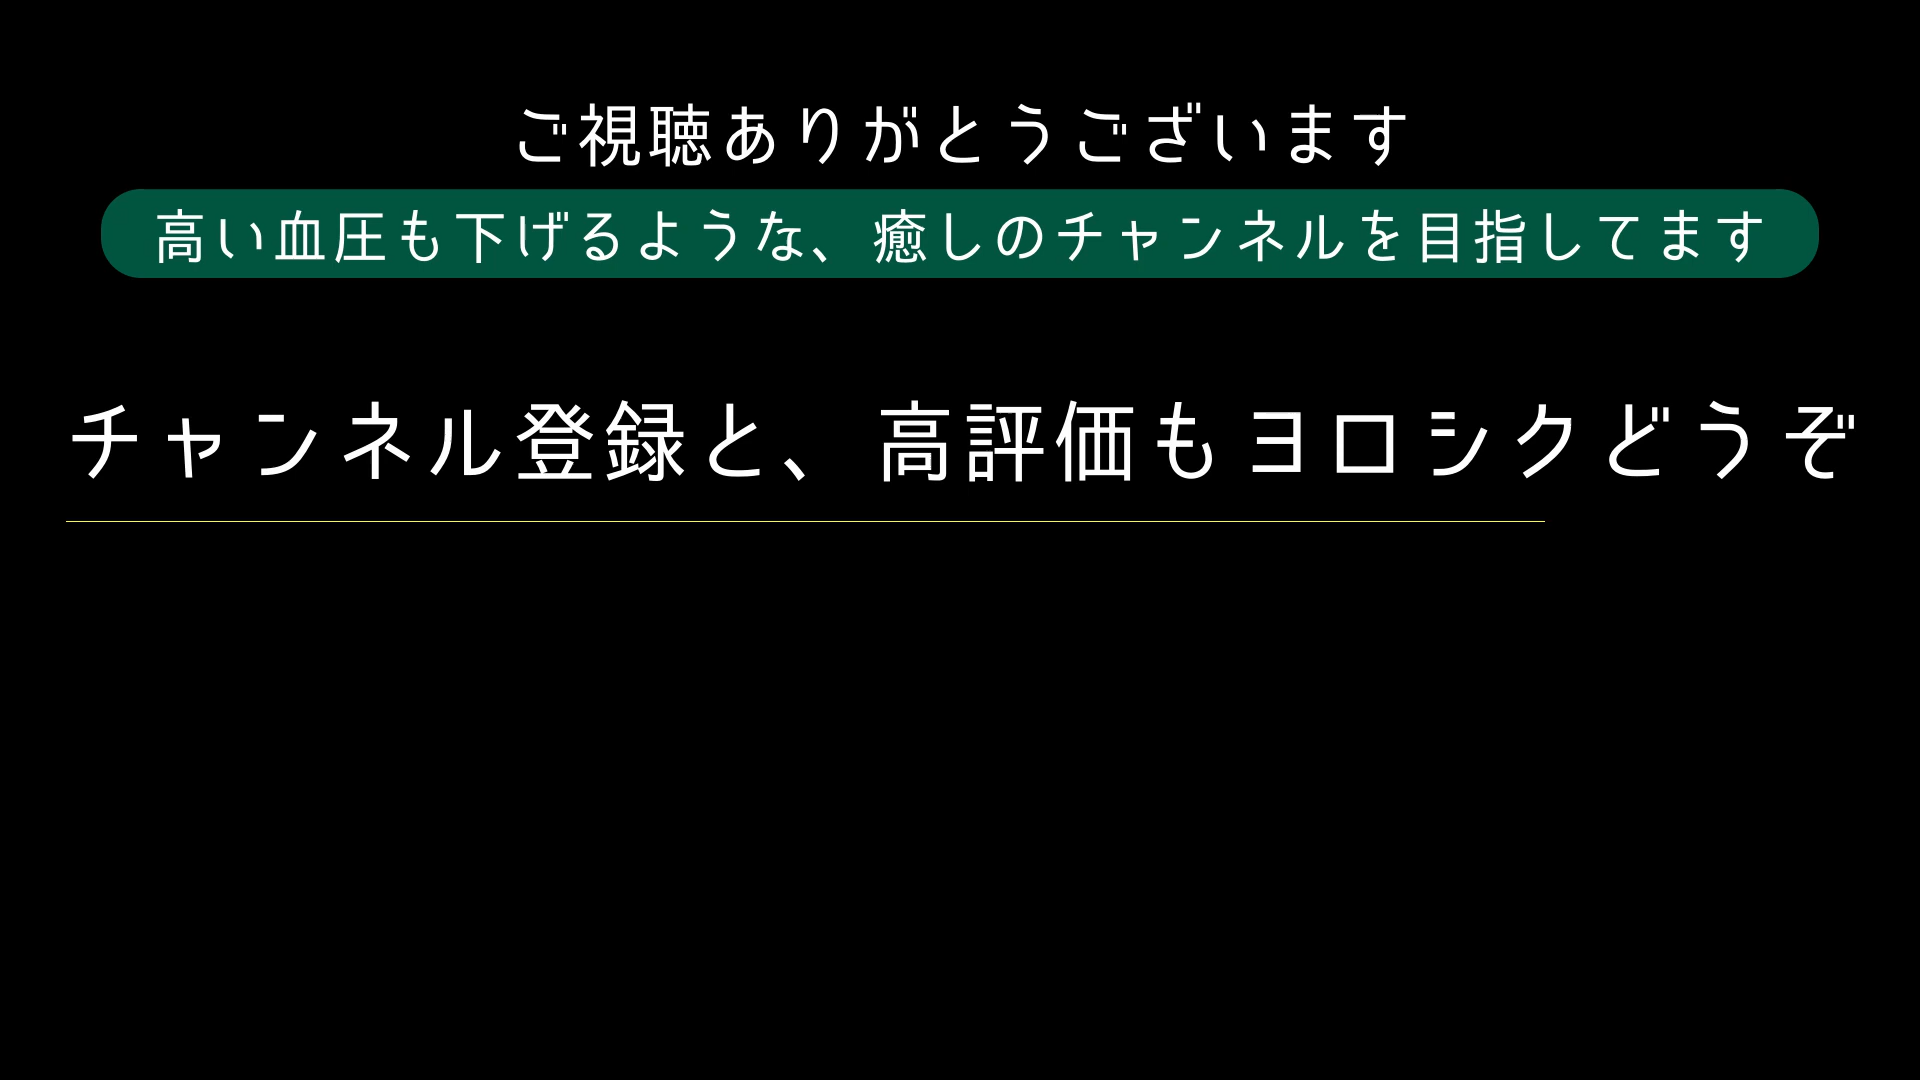 ご視聴ありがとうございます
高い血圧も下げるような、癒しのチャンネルを目指してます
チャンネル登録と、高評価もヨロシクどうぞ